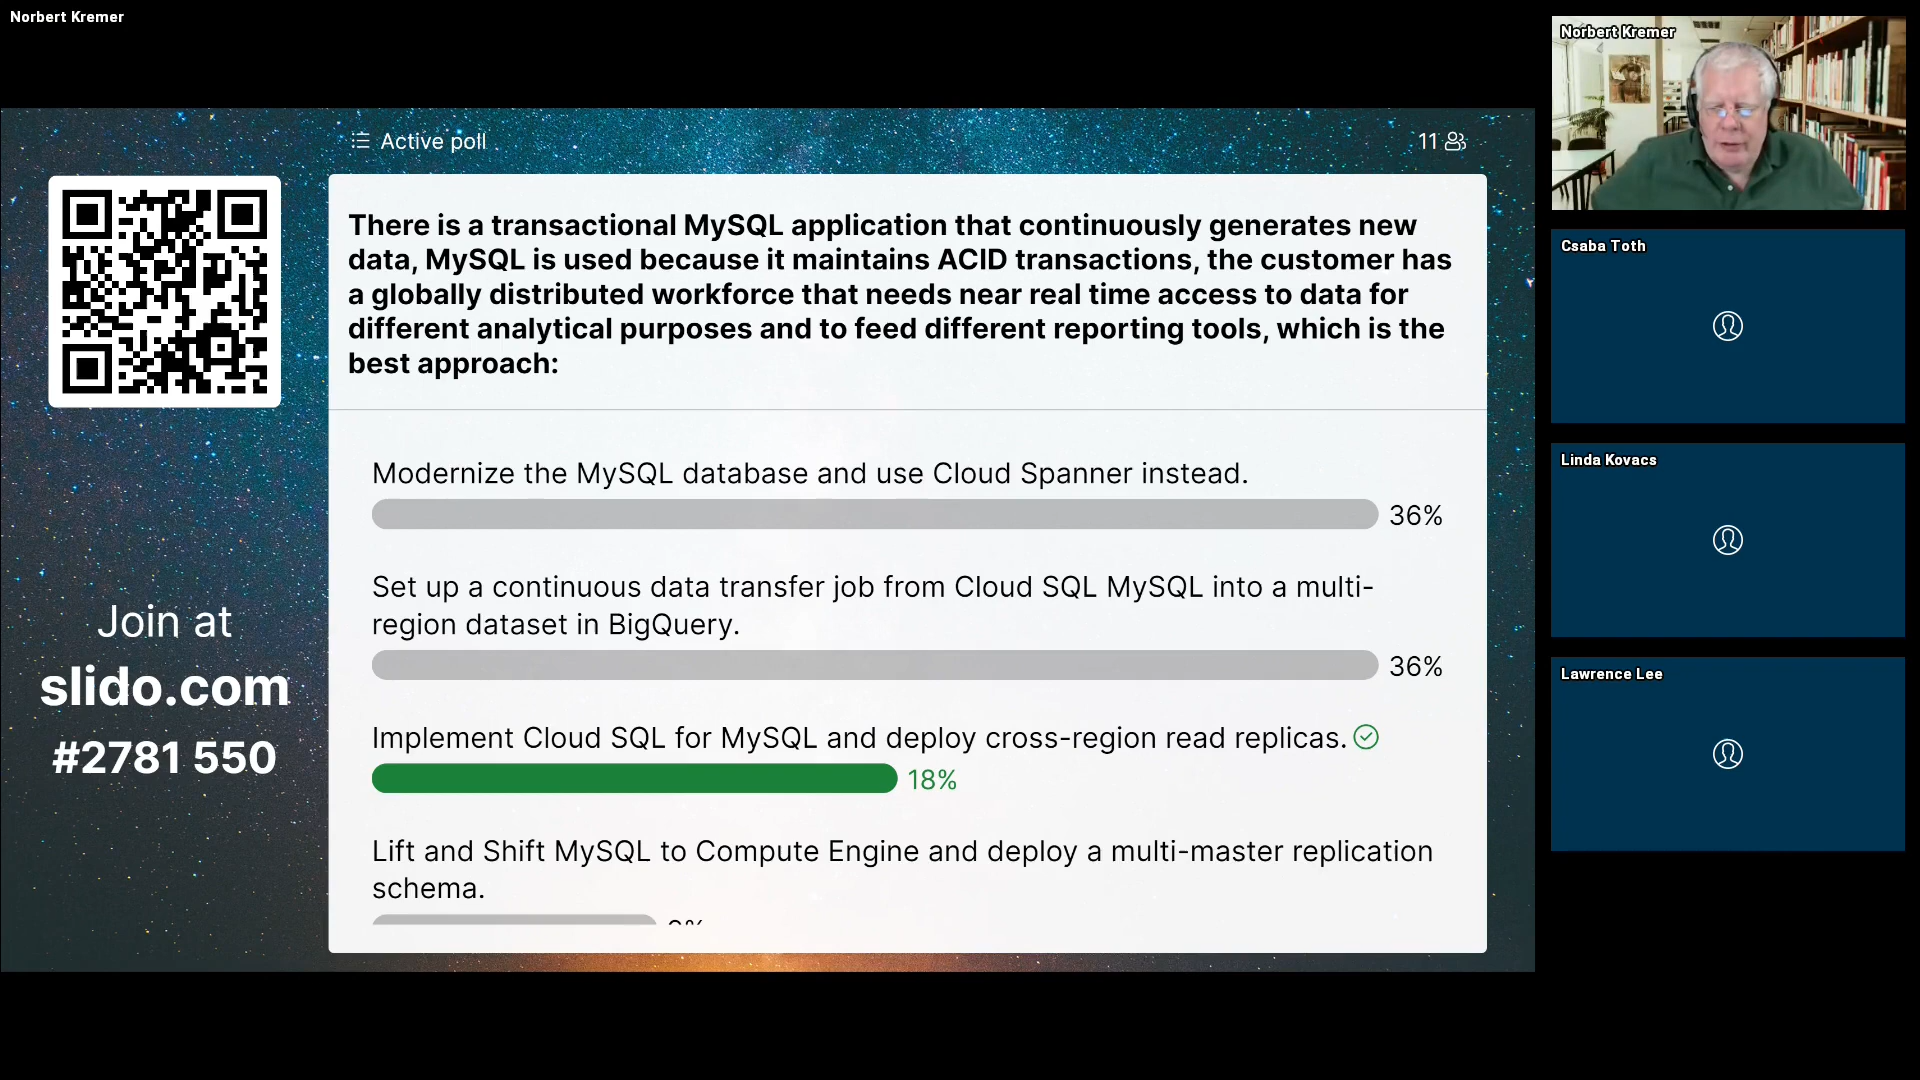 Norbert Kremer
Active poll
11
There is a transactional MySQL application that continuously generates new
data, MySQL is used because it maintains ACID transactions, the customer has
a globally distributed workforce that needs near real time access to data for
different analytical purposes and to feed different reporting tools, which is the
best approach:
Modernize the MySQL database and use Cloud Spanner instead.
36%
Set up a continuous data transfer job from Cloud SQL MySQL into a multi-
region dataset in BigQuery.
36%
Implement Cloud SQL for MySQL and deploy cross-region read replicas.
18%
Lift and Shift MySQL to Compute Engine and deploy a multi-master replication
schema.
Join at
slido.com
#2781 550
Norbert Kremer
Csaba Toth
Linda Kovacs
Lawrence Lee